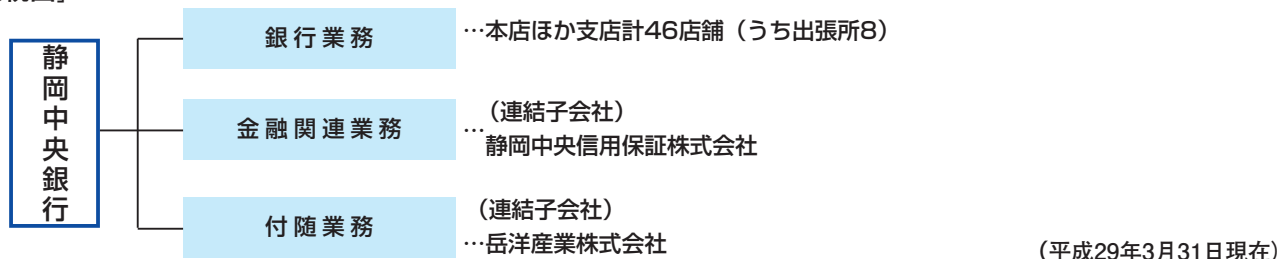 静岡中央銀行
銀行業務
…本店ほか支店計46店舗（うち出張所8）
金融関連業務
（連結子会社）
…静岡中央信用保証株式会社
付随業務
（連結子会社）
…岳洋産業株式会社
（平成29年3月31日現在）